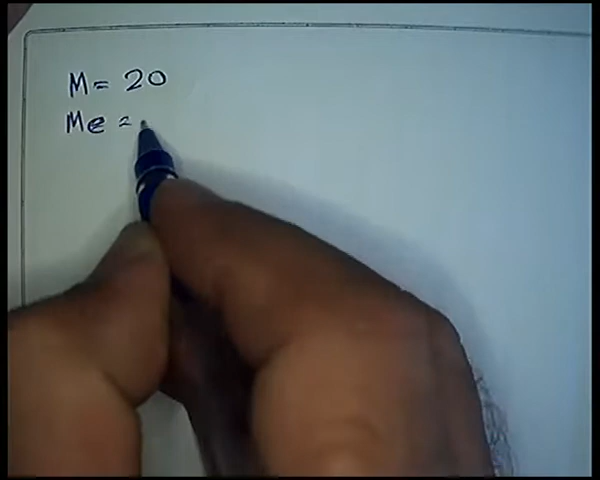 M = 20
Me =